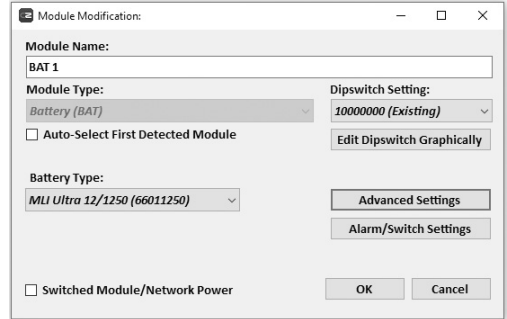 Module Modification:
Module Name:
BAT 1
Module Type:
Dipswitch Setting:
Battery (BAT)
10000000 (Existing)
Auto-Select First Detected Module
Edit Dipswitch Graphically
Battery Type:
MLI Ultra 12/1250 (66011250)
Advanced Settings
Alarm/Switch Settings
Switched Module/Network Power
OK
Cancel